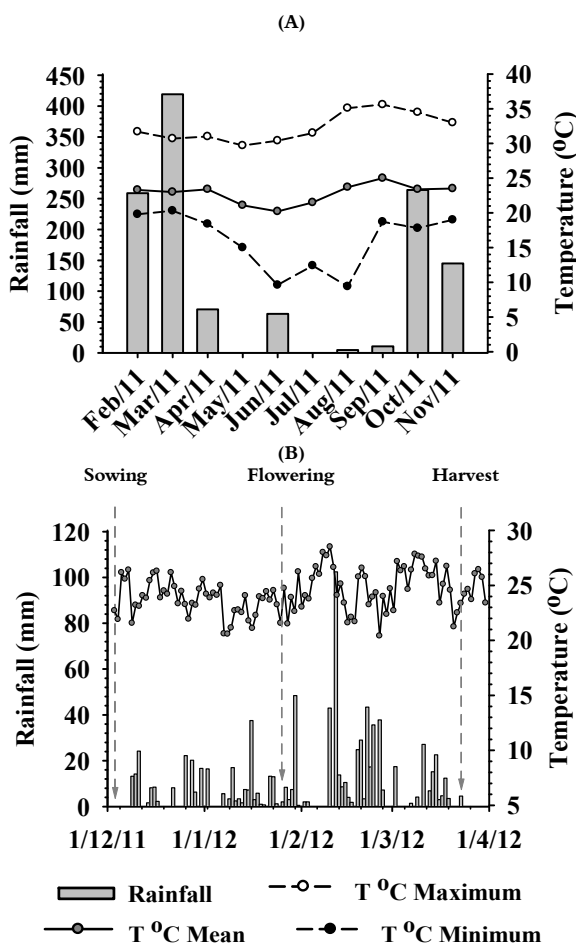 (A)
450
400
350
300
250
200
150
100
50
0
Rainfall (mm)
40
35
30
25
20
15
10
5
0
Temperature (⁰C)
Feb/11
Mar/11
Apr/11
May/11
Jun/11
Jul/11
Aug/11
Sep/11
Oct/11
Nov/11
(B)
Sowing Flowering Harvest
120
100
80
60
40
20
0
Rainfall (mm)
30
25
20
15
10
5
Temperature (⁰C)
1/12/11 1/1/12 1/2/12 1/3/12 1/4/12
Rainfall T ⁰C Maximum
T ⁰C Mean T ⁰C Minimum